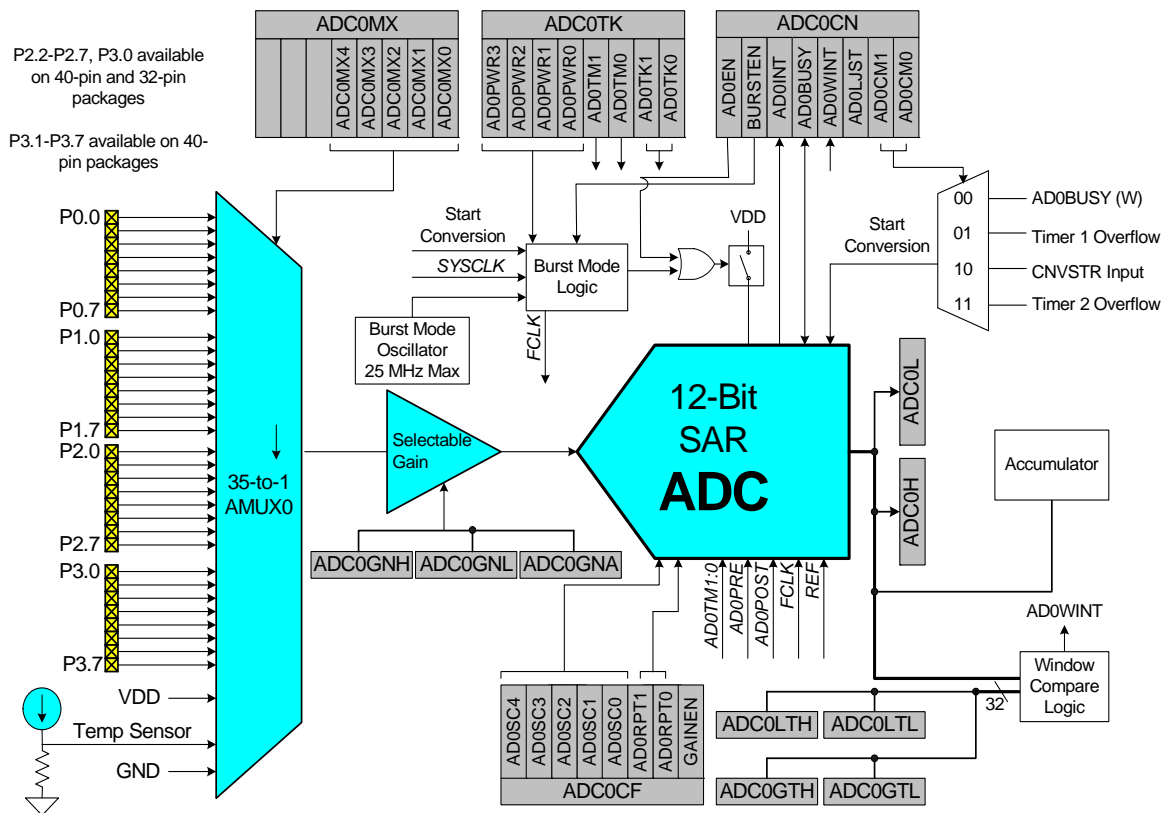 ADC0MX
ADC0MX4
ADC0MX3
ADC0MX2
ADC0MX1
ADC0MX0
ADC0TK
AD0PWR3
AD0PWR2
AD0PWR1
AD0PWR0
AD0TM1
AD0TM0
AD0TK1
AD0TK0
ADC0CN
AD0EN
BURSTEN
AD0INT
AD0BUSY
AD0WINT
AD0LJST
AD0CM1
AD0CM0
P2.2-P2.7, P3.0 available
on 40-pin and 32-pin
packages
P3.1-P3.7 available on 40-
pin packages
P0.0
P0.7
P1.0
P1.7
P2.0
P2.7
P3.0
P3.7
VDD
Temp Sensor
GND
35-to-1
AMUX0
Start
Conversion
SYSCLK
Burst Mode
Logic
Burst Mode
Oscillator
25 MHz Max
FCLK
VDD
Start
Conversion
00
01
10
11
AD0BUSY (W)
Timer 1 Overflow
CNVSTR Input
Timer 2 Overflow
Selectable
Gain
ADC0GNH
ADC0GNL
ADC0GNA
12-Bit
SAR
ADC
ADC0L
ADC0H
Accumulator
AD0TM1:0
AD0PRE
AD0POST
FCLK
REF
AD0WINT
Window
Compare
Logic
32
ADC0LTH
ADC0LTL
ADC0GTH
ADC0GTL
AD0SC4
AD0SC3
AD0SC2
AD0SC1
AD0SC0
AD0RPT1
AD0RPT0
GAINEN
ADC0CF